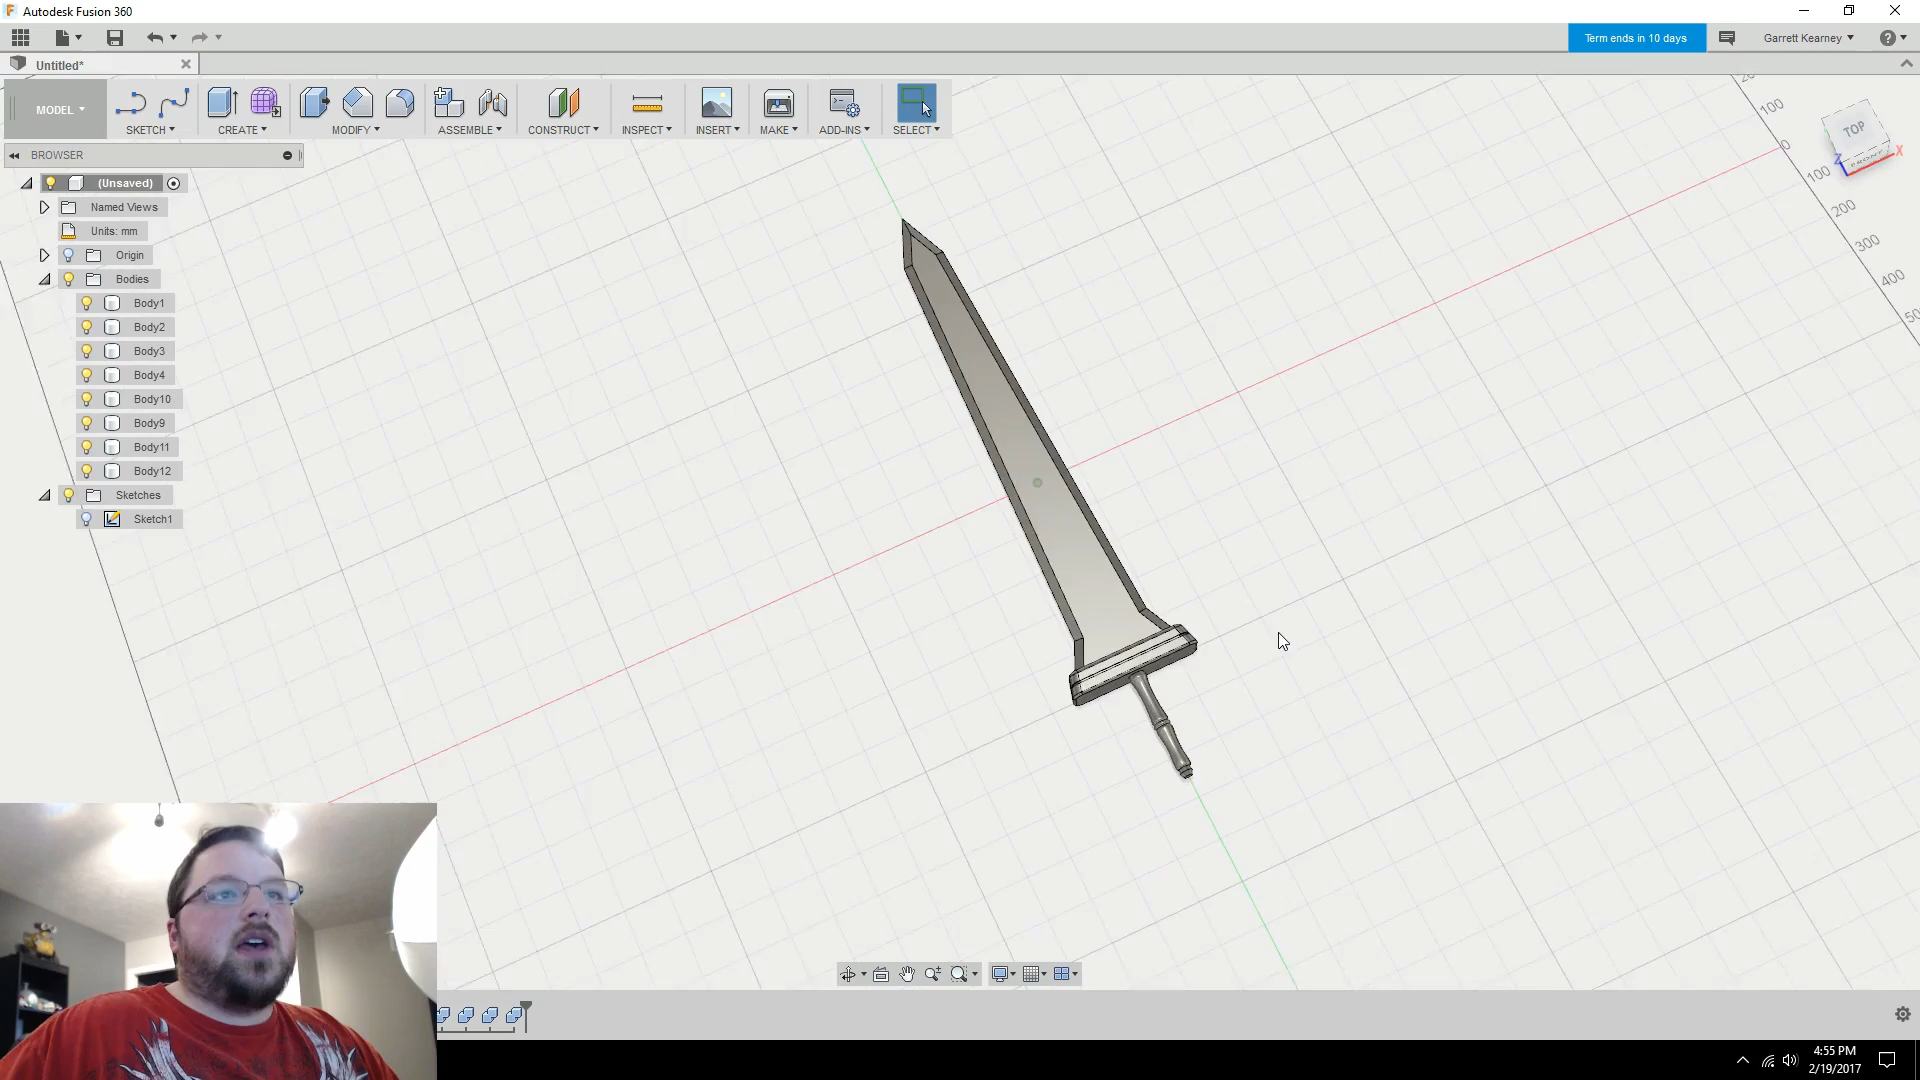 Autodesk Fusion 360
Term ends in 10 days
Garrett Kearney
Untitled*
MODEL
SKETCH
CREATE
MODIFY
ASSEMBLE
CONSTRUCT
INSPECT
INSERT
MAKE
ADD-INS
SELECT
BROWSER
(Unsaved)
Named Views
Units: mm
Origin
Bodies
Body1
Body2
Body3
Body4
Body10
Body9
Body11
Body12
Sketches
Sketch1
TOP
FRONT
Z
X
100
0
100
200
300
400
4:55 PM
2/19/2017